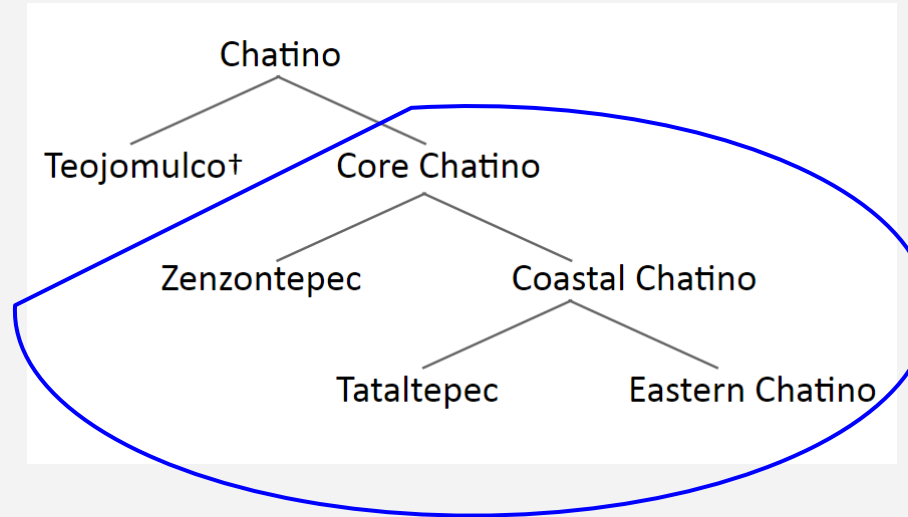 Chatino
Teojomulco†
Core Chatino
Zenzontepec
Coastal Chatino
Tataltepec
Eastern Chatino